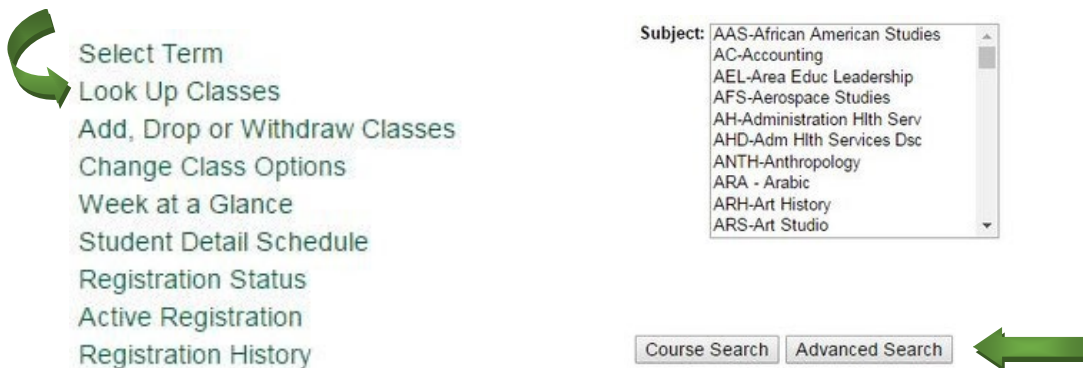 Select Term
Look Up Classes
Add, Drop or Withdraw Classes
Change Class Options
Week at a Glance
Student Detail Schedule
Registration Status
Active Registration
Registration History
Subject: AAS-African American Studies
AC-Accounting
AEL-Area Educ Leadership
AFS-Aerospace Studies
AH-Administration Hlth Serv
AHD-Adm Hlth Services Dsc
ANTH-Anthropology
ARA - Arabic
ARH-Art History
ARS-Art Studio
Course Search Advanced Search